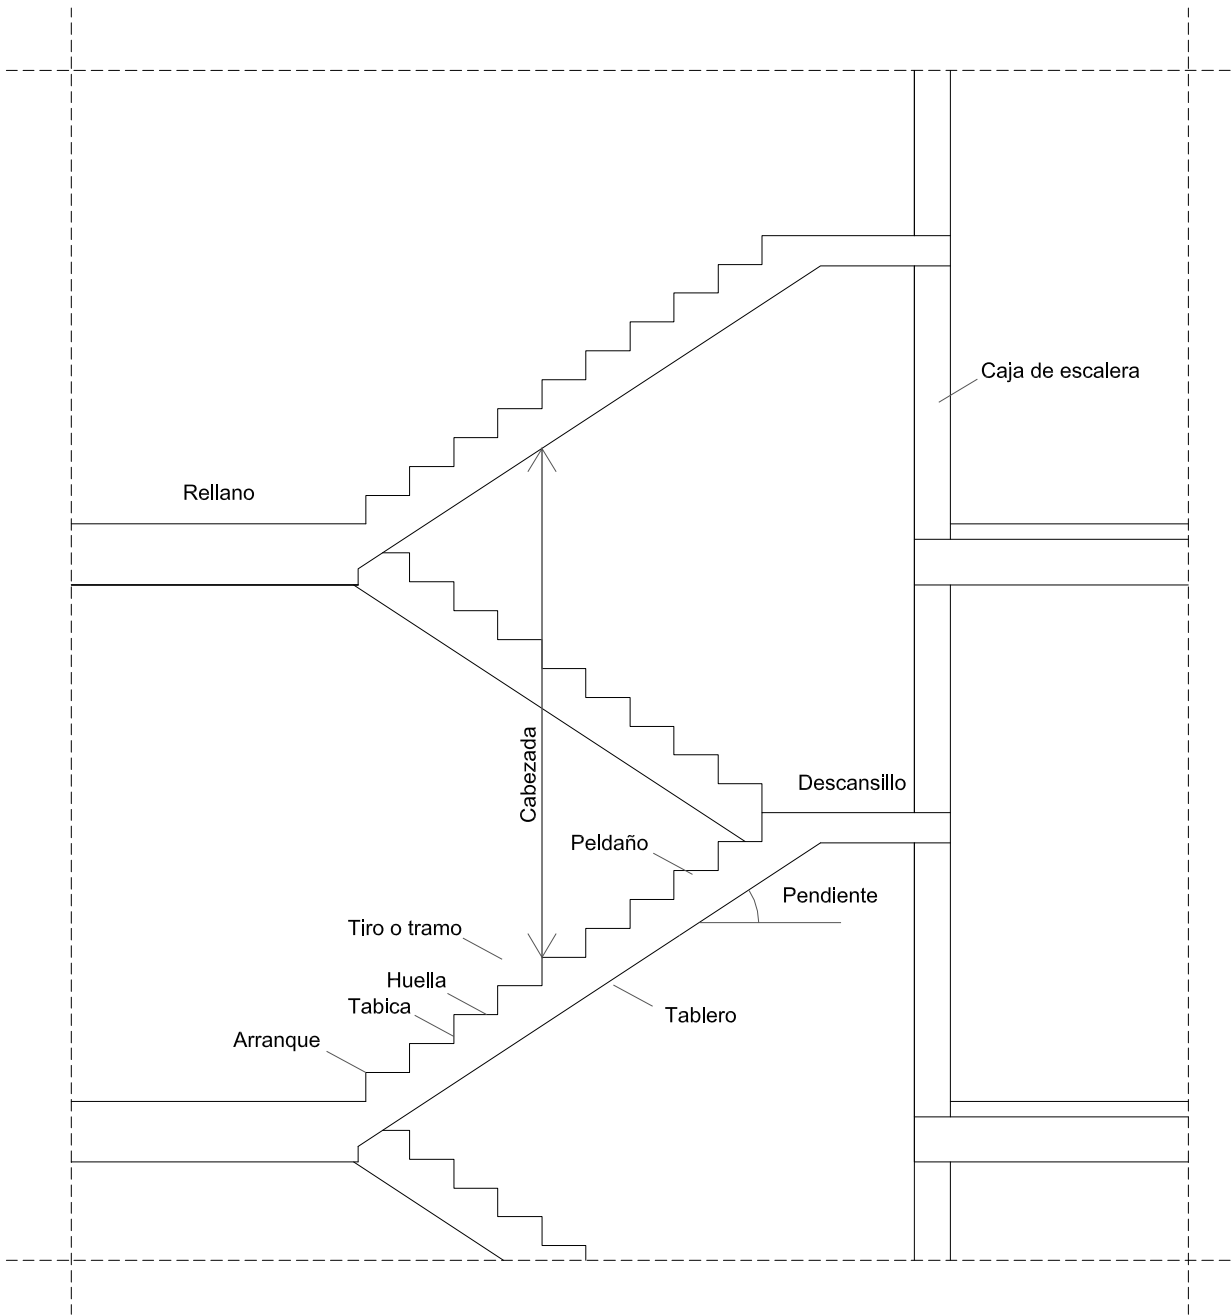 Caja de escalera
Rellano
Cabezada
Descansillo
Peldaño
Pendiente
Tiro o tramo
Huella
Tabica
Tablero
Arranque